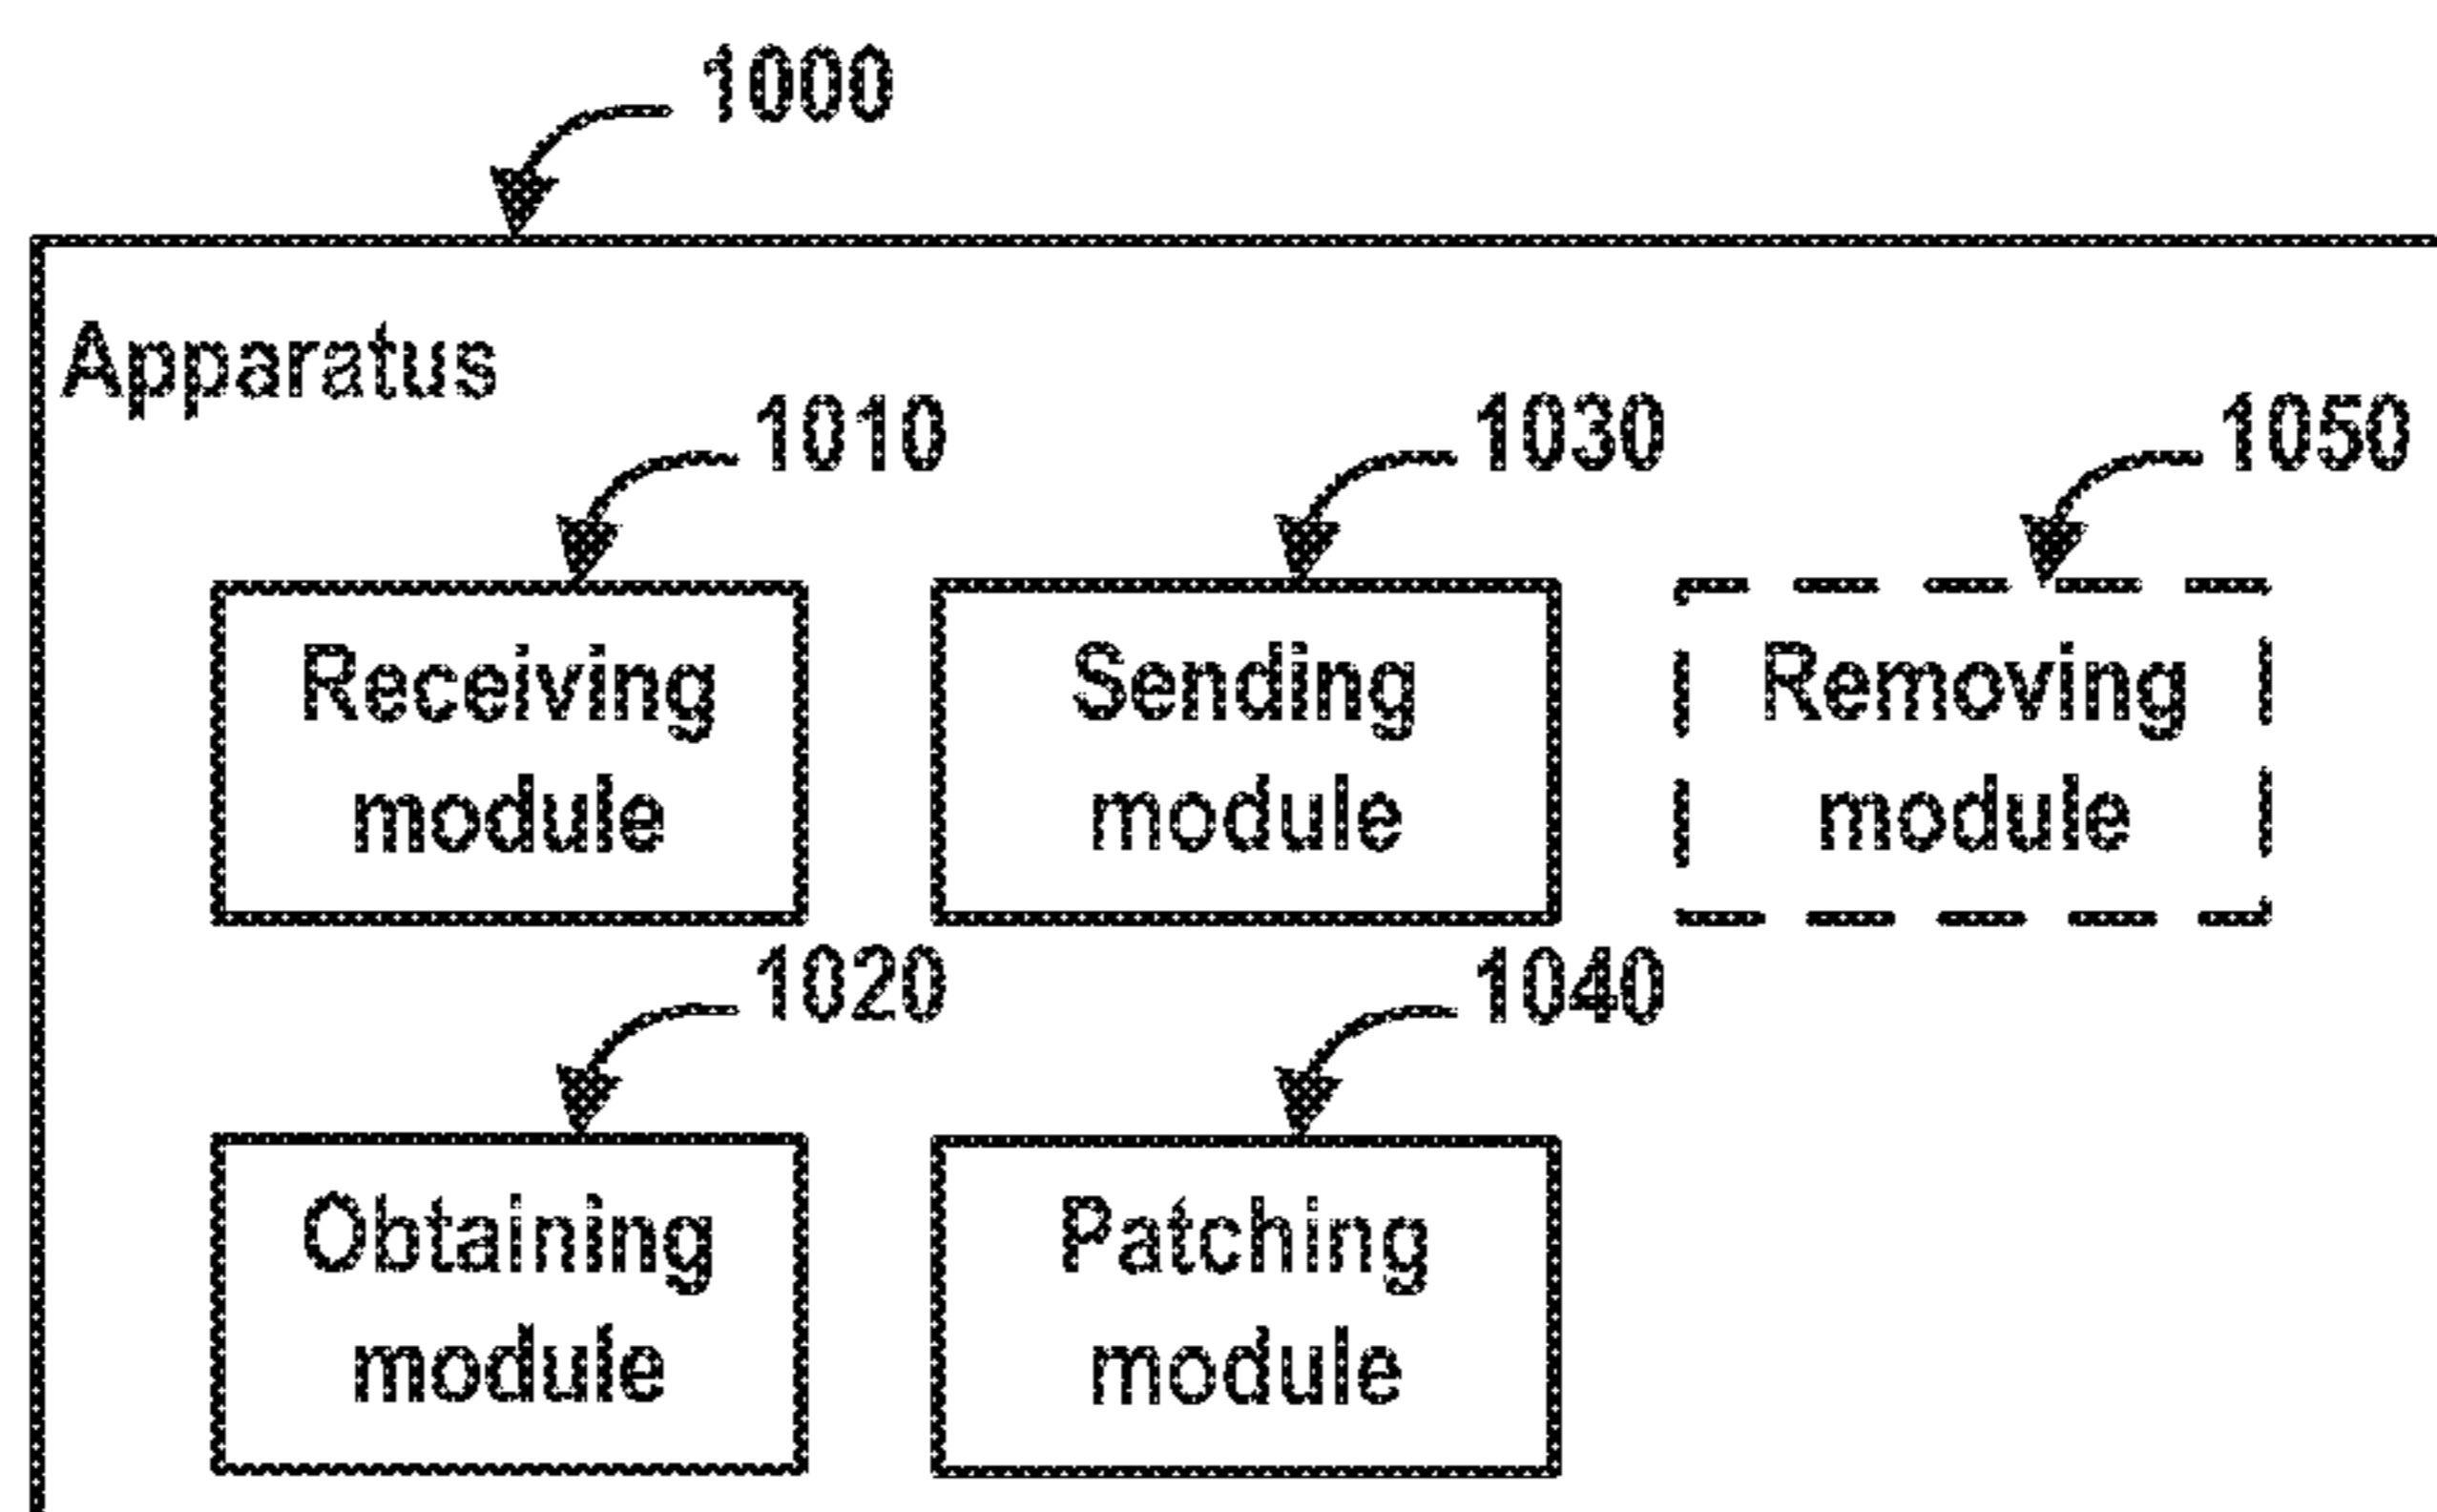 1000
Apparatus
1010
1030
1050
Receiving
module
Sending
module
Removing
module
1020
1040
Obtaining
module
Patching
module